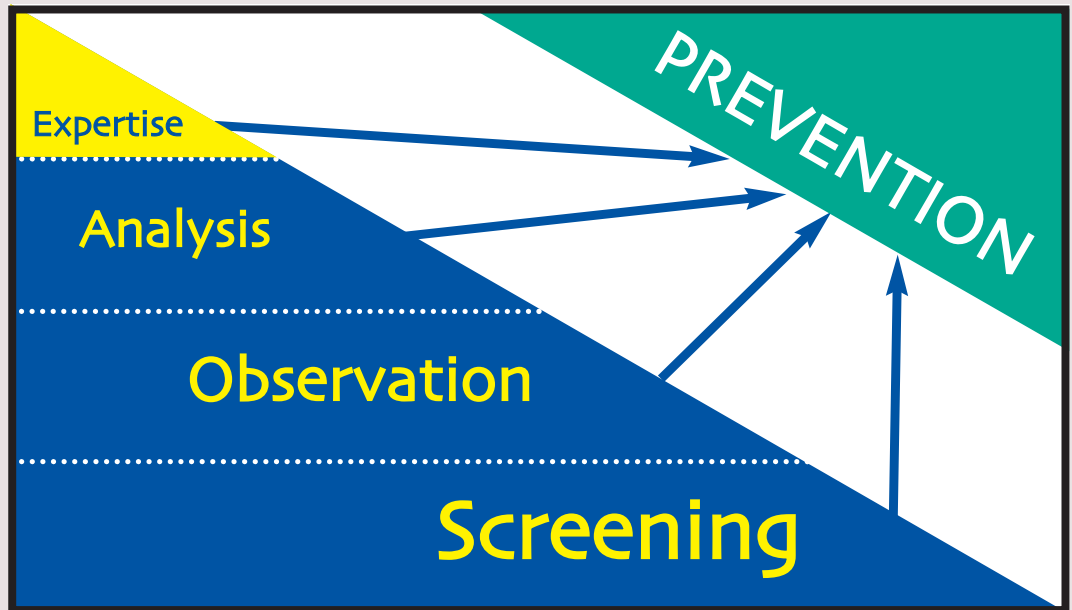 PREVENTION
Expertise
Analysis
Observation
Screening